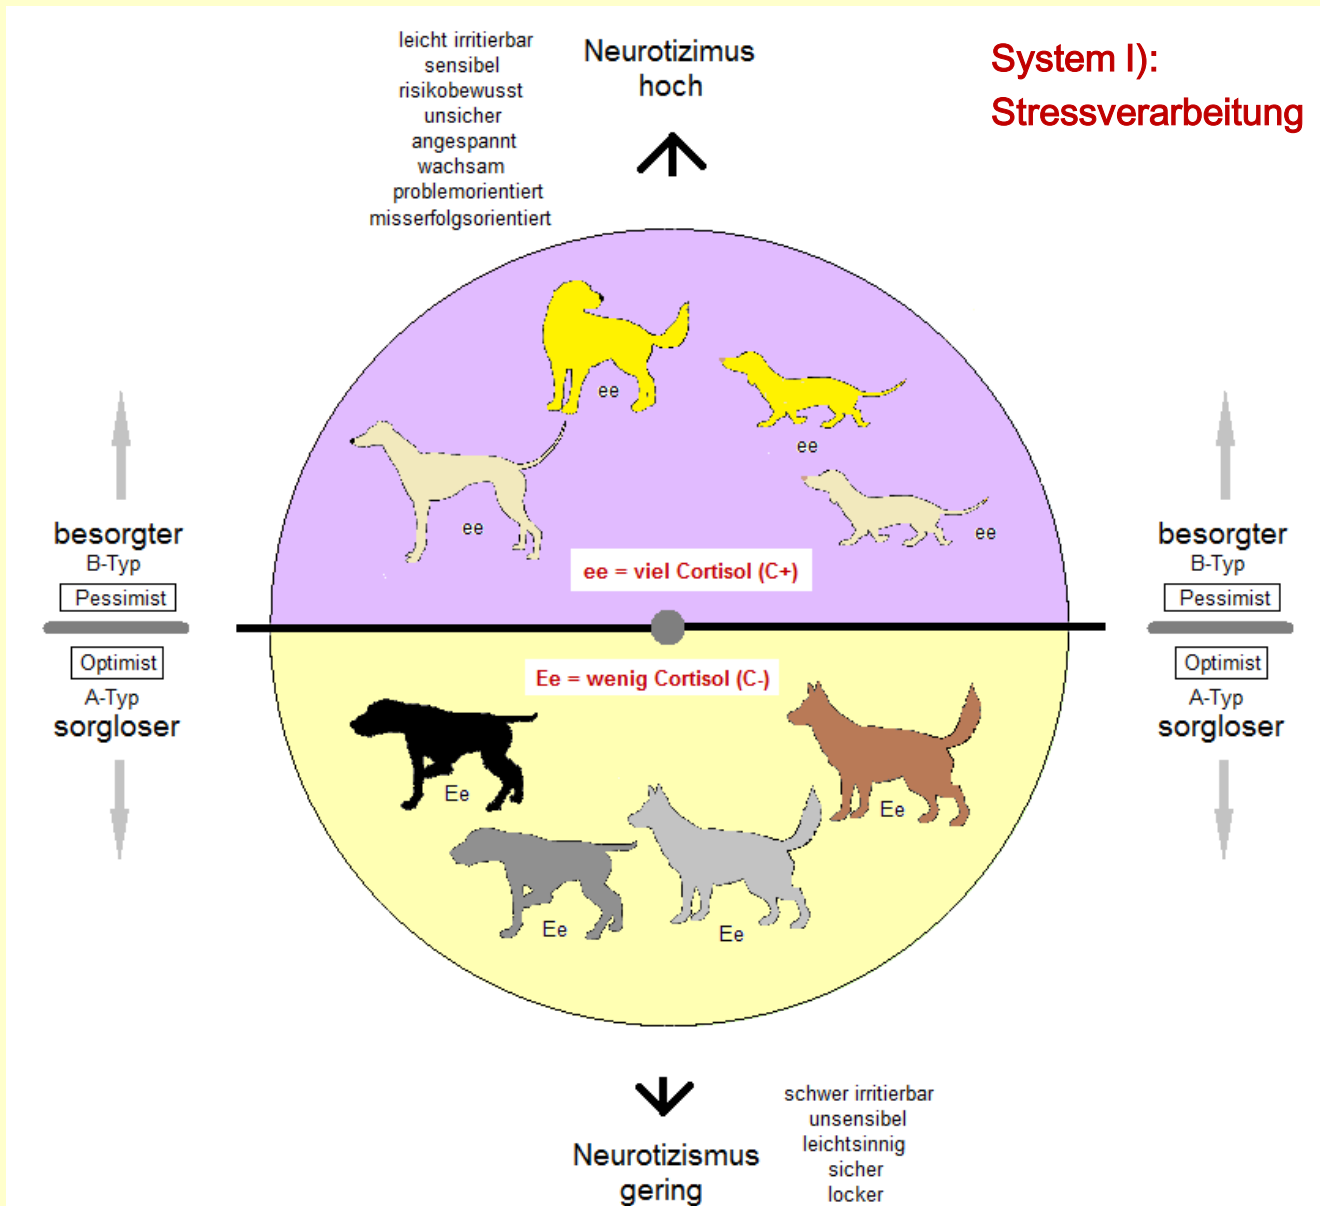 leicht irritierbar
sensibel
risikobewusst
unsicher
angespannt
wachsam
problemorientiert
misserfolgsorientiert
Neurotizimus
hoch
System I):
Stressverarbeitung
ee
ee
ee
ee
besorgter
B-Typ
Pessimist
Optimist
A-Typ
sorgloser
ee = viel Cortisol (C+)
Ee = wenig Cortisol (C-)
besorgter
B-Typ
Pessimist
Optimist
A-Typ
sorgloser
Ee
Ee
Ee
Ee
Neurotizismus
gering
schwer irritierbar
unsensibel
leichtsinnig
sicher
locker